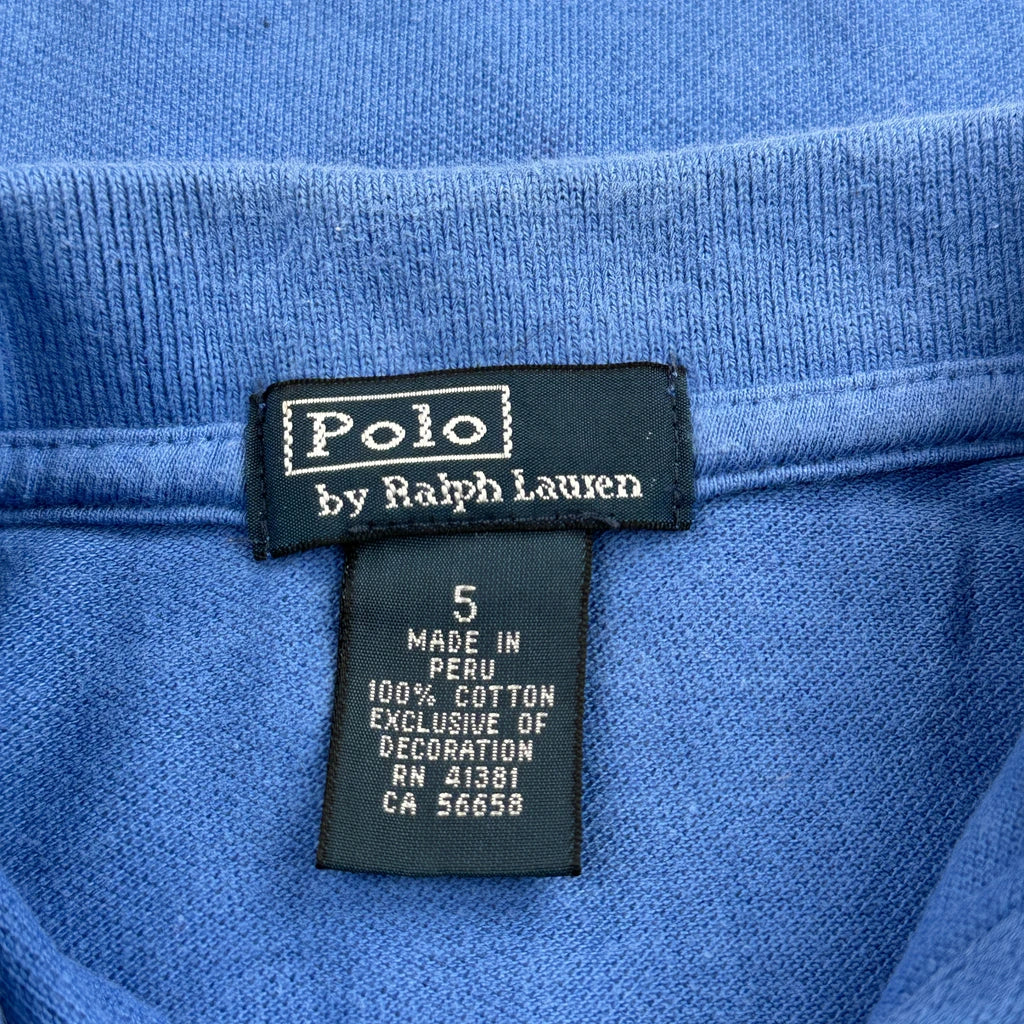 Polo
by Ralph Lauren
5
MADE IN
PERU
100% COTTON
EXCLUSIVE OF
DECORATION
RN 41381
CA 56658